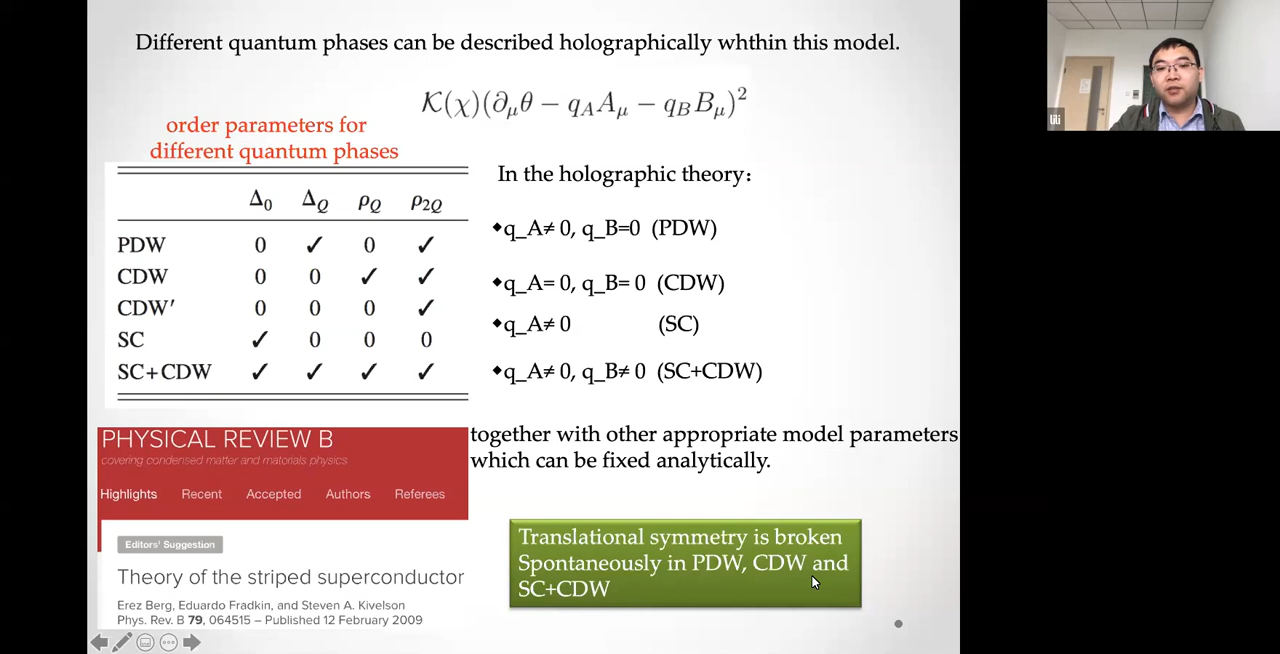 Different quantum phases can be described holographically whthin this model.
𝒦(χ)(∂_μθ − q_A A_μ − q_B B_μ)²
order parameters for
different quantum phases
Δ₀ Δ_Q ρ_Q ρ_2Q
PDW 0 ✓ 0 ✓
CDW 0 0 ✓ ✓
CDW′ 0 0 0 ✓
SC ✓ 0 0 0
SC+CDW ✓ ✓ ✓ ✓
In the holographic theory:
◆q_A≠ 0, q_B=0 (PDW)
◆q_A= 0, q_B= 0 (CDW)
◆q_A≠ 0 (SC)
◆q_A≠ 0, q_B≠ 0 (SC+CDW)
together with other appropriate model parameters
which can be fixed analytically.
PHYSICAL REVIEW B
covering condensed matter and materials physics
Highlights Recent Accepted Authors Referees
Editors' Suggestion
Theory of the striped superconductor
Erez Berg, Eduardo Fradkin, and Steven A. Kivelson
Phys. Rev. B 79, 064515 – Published 12 February 2009
Translational symmetry is broken
Spontaneously in PDW, CDW and
SC+CDW
lili